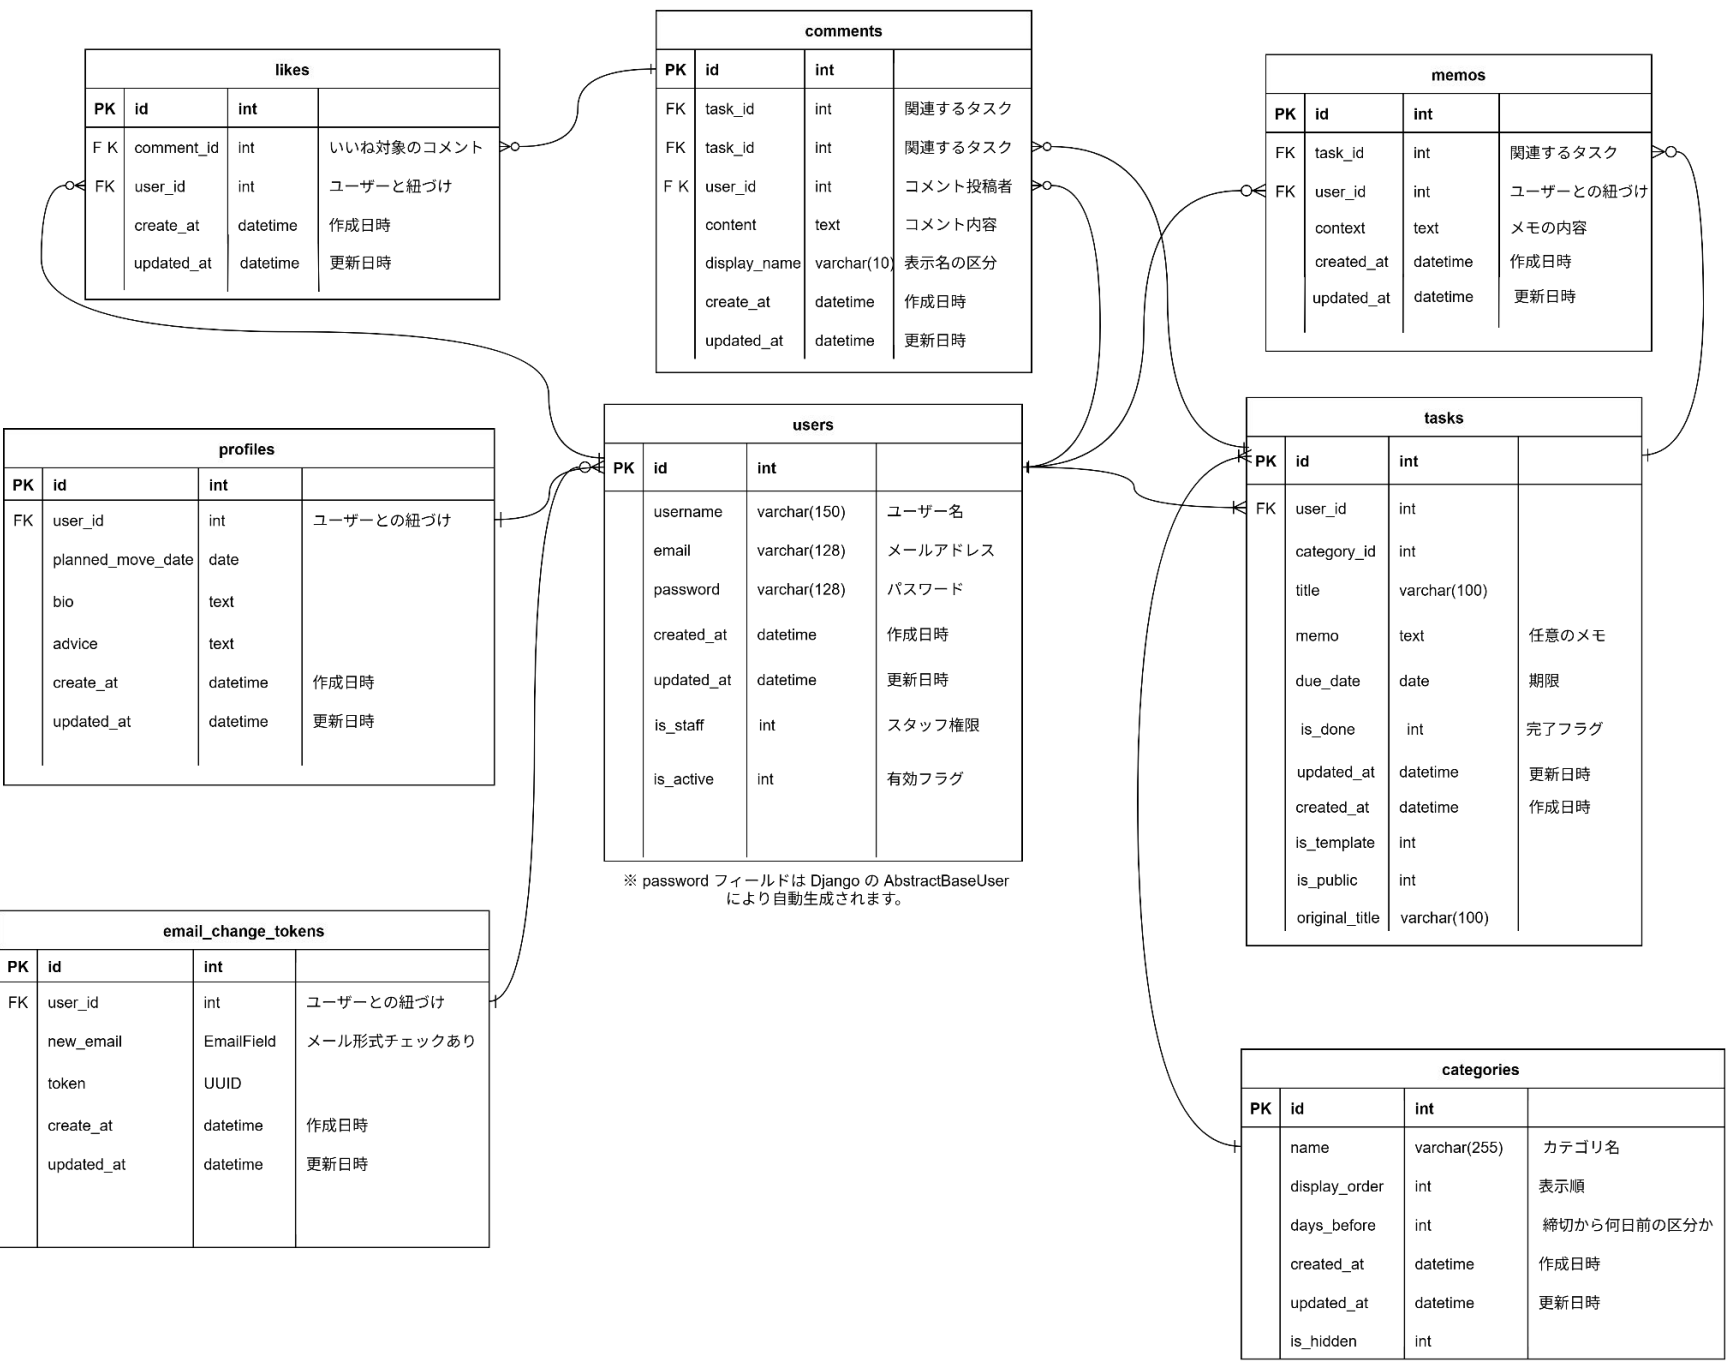 likes
PK id int
F K comment_id int いいね対象のコメント
FK user_id int ユーザーと紐づけ
create_at datetime 作成日時
updated_at datetime 更新日時
comments
PK id int
FK task_id int 関連するタスク
FK task_id int 関連するタスク
F K user_id int コメント投稿者
content text コメント内容
display_name varchar(10) 表示名の区分
create_at datetime 作成日時
updated_at datetime 更新日時
memos
PK id int
FK task_id int 関連するタスク
FK user_id int ユーザーとの紐づけ
context text メモの内容
created_at datetime 作成日時
updated_at datetime 更新日時
profiles
PK id int
FK user_id int ユーザーとの紐づけ
planned_move_date date
bio text
advice text
create_at datetime 作成日時
updated_at datetime 更新日時
users
PK id int
username varchar(150) ユーザー名
email varchar(128) メールアドレス
password varchar(128) パスワード
created_at datetime 作成日時
updated_at datetime 更新日時
is_staff int スタッフ権限
is_active int 有効フラグ
※ password フィールドは Django の AbstractBaseUser
により自動生成されます。
tasks
PK id int
FK user_id int
category_id int
title varchar(100)
memo text 任意のメモ
due_date date 期限
is_done int 完了フラグ
updated_at datetime 更新日時
created_at datetime 作成日時
is_template int
is_public int
original_title varchar(100)
email_change_tokens
PK id int
FK user_id int ユーザーとの紐づけ
new_email EmailField メール形式チェックあり
token UUID
create_at datetime 作成日時
updated_at datetime 更新日時
categories
PK id int
name varchar(255) カテゴリ名
display_order int 表示順
days_before int 締切から何日前の区分か
created_at datetime 作成日時
updated_at datetime 更新日時
is_hidden int